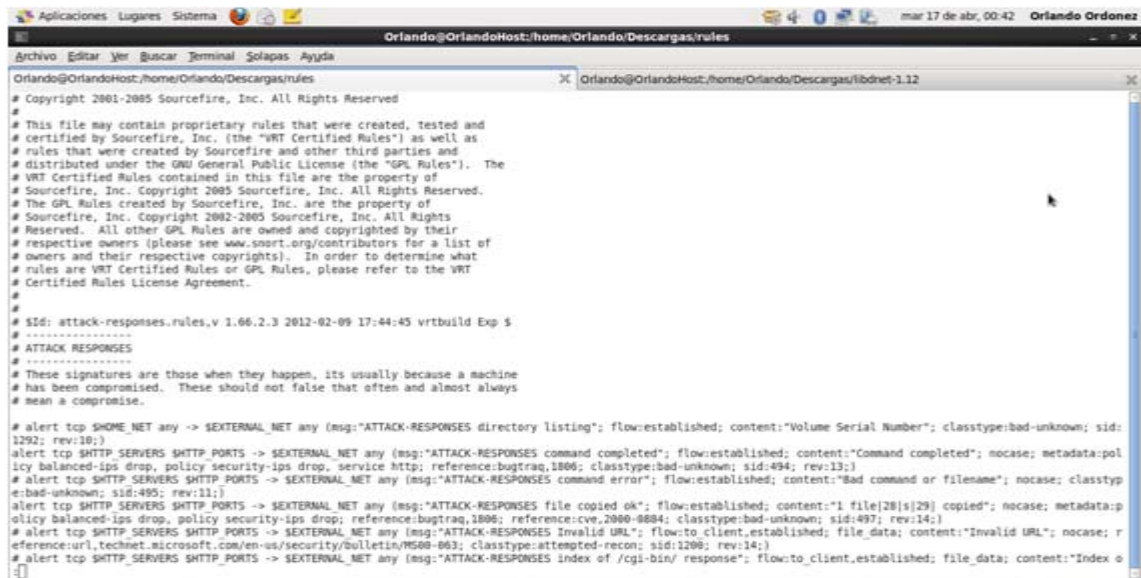 Aplicaciones Lugares Sistema
mar 17 de abr, 00:42 Orlando Ordonez
Orlando@OrlandoHost:/home/Orlando/Descargas/rules
Archivo Editar Ver Buscar Terminal Solapas Ayuda
Orlando@OrlandoHost:/home/Orlando/Descargas/rules
Orlando@OrlandoHost:/home/Orlando/Descargas/libdnet-1.12
# Copyright 2001-2005 Sourcefire, Inc. All Rights Reserved
#
# This file may contain proprietary rules that were created, tested and
# certified by Sourcefire, Inc. (the "VRT Certified Rules") as well as
# rules that were created by Sourcefire and other third parties and
# distributed under the GNU General Public License (the "GPL Rules").  The
# VRT Certified Rules contained in this file are the property of
# Sourcefire, Inc. Copyright 2005 Sourcefire, Inc. All Rights Reserved.
# The GPL Rules created by Sourcefire, Inc. are the property of
# Sourcefire, Inc. Copyright 2002-2005 Sourcefire, Inc. All Rights
# Reserved.  All other GPL Rules are owned and copyrighted by their
# respective owners (please see www.snort.org/contributors for a list of
# owners and their respective copyrights).  In order to determine what
# rules are VRT Certified Rules or GPL Rules, please refer to the VRT
# Certified Rules License Agreement.
#
#
# $Id: attack-responses.rules,v 1.66.2.3 2012-02-09 17:44:45 vrtbuild Exp $
# ----------------
# ATTACK RESPONSES
# ----------------
# These signatures are those when they happen, its usually because a machine
# has been compromised.  These should not false that often and almost always
# mean a compromise.
# alert tcp $HOME_NET any -> $EXTERNAL_NET any (msg:"ATTACK-RESPONSES directory listing"; flow:established; content:"Volume Serial Number"; classtype:bad-unknown; sid:
1292; rev:10;)
alert tcp $HTTP_SERVERS $HTTP_PORTS -> $EXTERNAL_NET any (msg:"ATTACK-RESPONSES command completed"; flow:established; content:"Command completed"; nocase; metadata:pol
icy balanced-ips drop, policy security-ips drop, service http; reference:bugtraq,1806; classtype:bad-unknown; sid:494; rev:13;)
# alert tcp $HTTP_SERVERS $HTTP_PORTS -> $EXTERNAL_NET any (msg:"ATTACK-RESPONSES command error"; flow:established; content:"Bad command or filename"; nocase; classtyp
e:bad-unknown; sid:495; rev:11;)
alert tcp $HTTP_SERVERS $HTTP_PORTS -> $EXTERNAL_NET any (msg:"ATTACK-RESPONSES file copied ok"; flow:established; content:"1 file|28|s|29| copied"; nocase; metadata:p
olicy balanced-ips drop, policy security-ips drop; reference:bugtraq,1806; reference:cve,2000-0884; classtype:bad-unknown; sid:497; rev:14;)
# alert tcp $HTTP_SERVERS $HTTP_PORTS -> $EXTERNAL_NET any (msg:"ATTACK-RESPONSES Invalid URL"; flow:to_client,established; file_data; content:"Invalid URL"; nocase; r
eference:url,technet.microsoft.com/en-us/security/bulletin/MS00-063; classtype:attempted-recon; sid:1200; rev:14;)
# alert tcp $HTTP_SERVERS $HTTP_PORTS -> $EXTERNAL_NET any (msg:"ATTACK-RESPONSES index of /cgi-bin/ response"; flow:to_client,established; file_data; content:"Index o
: